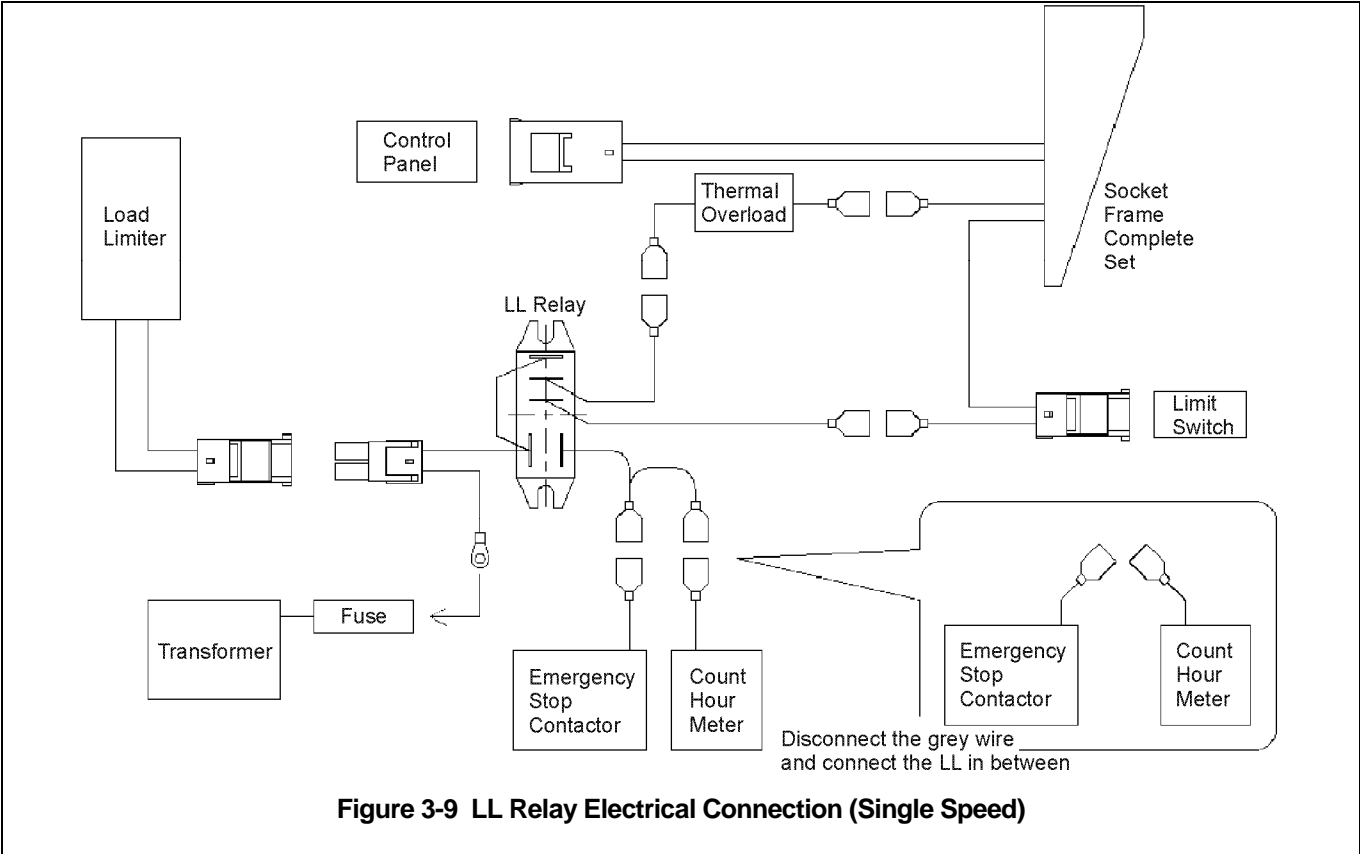 Control
Panel
Load
Limiter
Thermal
Overload
Socket
Frame
Complete
Set
LL Relay
Limit
Switch
Fuse
Transformer
Emergency
Stop
Contactor
Count
Hour
Meter
Emergency
Stop
Contactor
Count
Hour
Meter
Disconnect the grey wire
and connect the LL in between
Figure 3-9 LL Relay Electrical Connection (Single Speed)